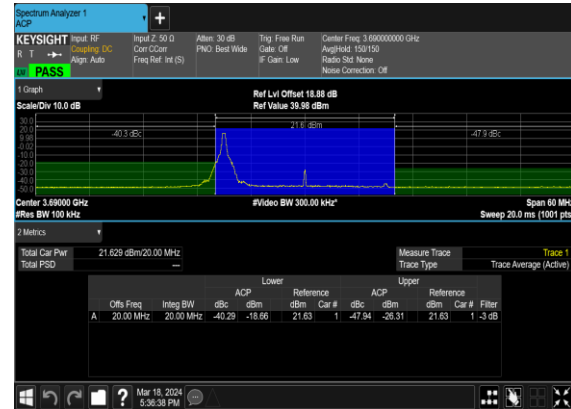 Spectrum Analyzer 1
ACP
KEYSIGHT
R T
LXI PASS
Input: RF
Coupling: DC
Align: Auto
Input Z: 50 Ω
Corr CCorr
Freq Ref: Int (S)
Atten: 30 dB
PNO: Best Wide
Trig: Free Run
Gate: Off
IF Gain: Low
Center Freq: 3.690000000 GHz
Avg|Hold: 150/150
Radio Std: None
Noise Correction: Off
1 Graph
Scale/Div 10.0 dB
Ref Lvl Offset 18.88 dB
Ref Value 39.98 dBm
30.0
20.0
9.98
-0.02
-10.0
-20.0
-30.0
-40.0
-50.0
-40.3 dBc
21.6 dBm
-47.9 dBc
Center 3.69000 GHz
#Res BW 100 kHz
#Video BW 300.00 kHz*
Span 60 MHz
Sweep 20.0 ms (1001 pts
2 Metrics
Total Car Pwr 21.629 dBm/20.00 MHz
Total PSD ---
Measure Trace Trace 1
Trace Type Trace Average (Active)
Lower Upper
ACP Reference ACP Reference
Offs Freq Integ BW dBc dBm dBm Car # dBc dBm dBm Car # Filter
A 20.00 MHz 20.00 MHz -40.29 -18.66 21.63 1 -47.94 -26.31 21.63 1 -3 dB
?
Mar 18, 2024
5:36:38 PM